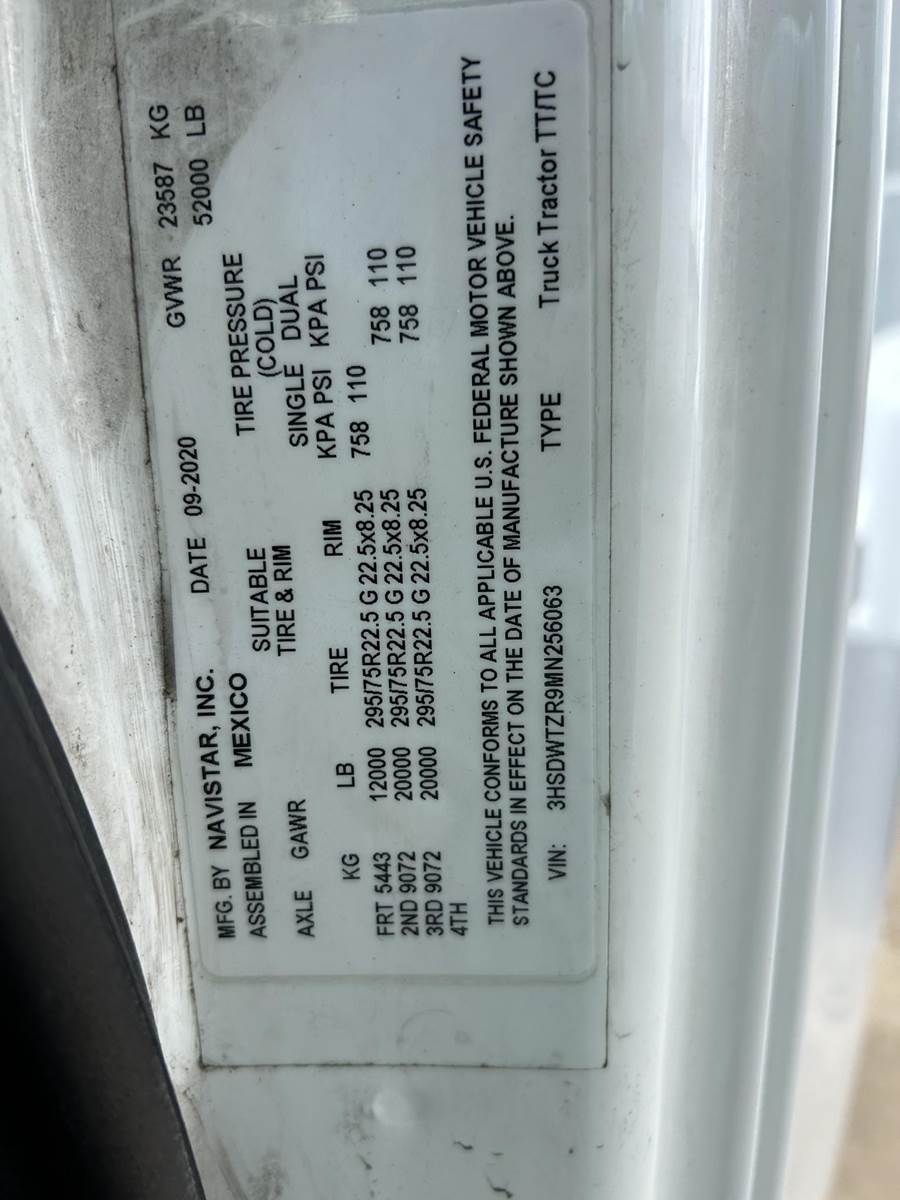 MFG. BY NAVISTAR, INC. DATE 09-2020 GVWR 23587 KG
ASSEMBLED IN MEXICO 52000 LB
SUITABLE TIRE PRESSURE
AXLE GAWR TIRE & RIM (COLD)
SINGLE DUAL
KG LB TIRE RIM KPA PSI KPA PSI
FRT 5443 12000 295/75R22.5 G 22.5x8.25 758 110
2ND 9072 20000 295/75R22.5 G 22.5x8.25 758 110
3RD 9072 20000 295/75R22.5 G 22.5x8.25 758 110
4TH
THIS VEHICLE CONFORMS TO ALL APPLICABLE U.S. FEDERAL MOTOR VEHICLE SAFETY
STANDARDS IN EFFECT ON THE DATE OF MANUFACTURE SHOWN ABOVE.
VIN: 3HSDWTZR9MN256063 TYPE Truck Tractor TT/TC